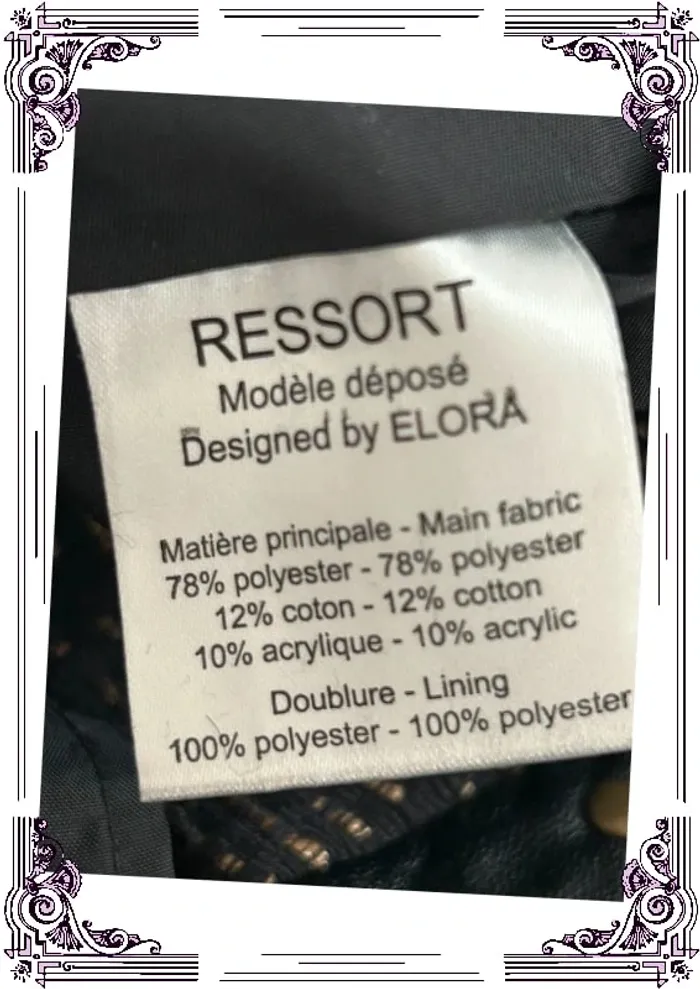 RESSORT
Modèle déposé
Designed by ELORA
Matière principale - Main fabric
78% polyester - 78% polyester
12% coton - 12% cotton
10% acrylique - 10% acrylic
Doublure - Lining
100% polyester - 100% polyester